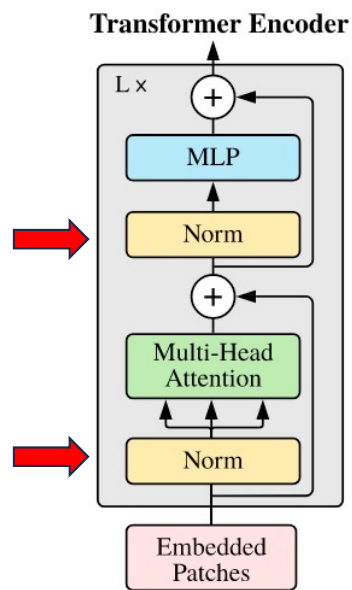 Transformer Encoder
L ×
+
MLP
Norm
+
Multi-Head
Attention
Norm
Embedded
Patches